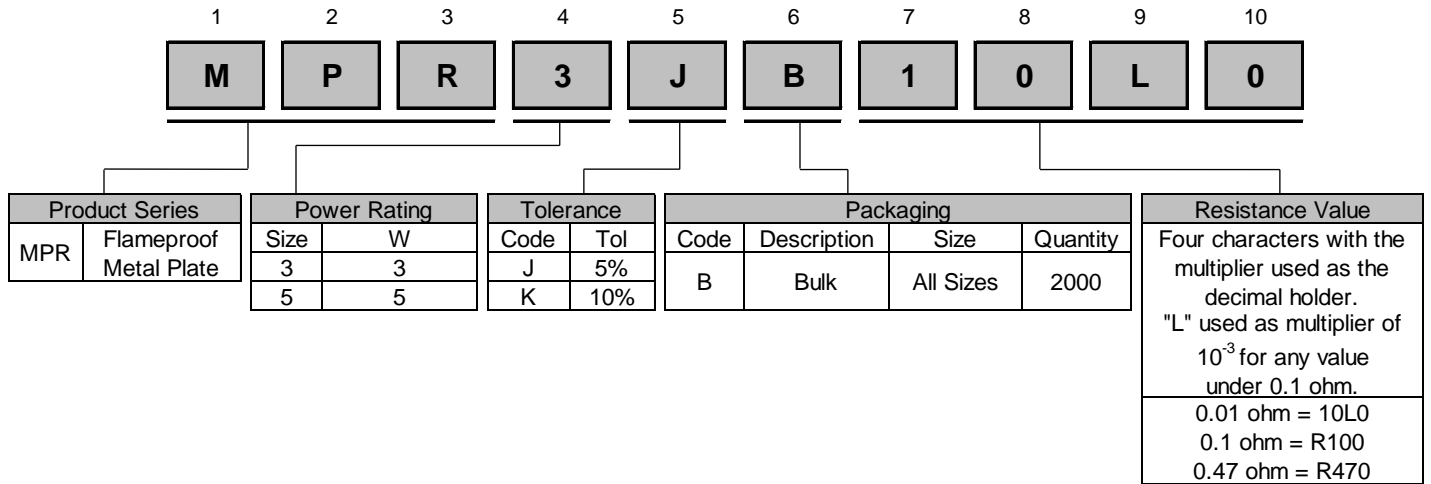 1 2 3 4 5 6 7 8 9 10
M P R 3 J B 1 0 L 0
Product Series
MPR Flameproof
Metal Plate
Power Rating
Size W
3 3
5 5
Tolerance
Code Tol
J 5%
K 10%
Packaging
Code Description Size Quantity
B Bulk All Sizes 2000
Resistance Value
Four characters with the
multiplier used as the
decimal holder.
"L" used as multiplier of
10⁻³ for any value
under 0.1 ohm.
0.01 ohm = 10L0
0.1 ohm = R100
0.47 ohm = R470